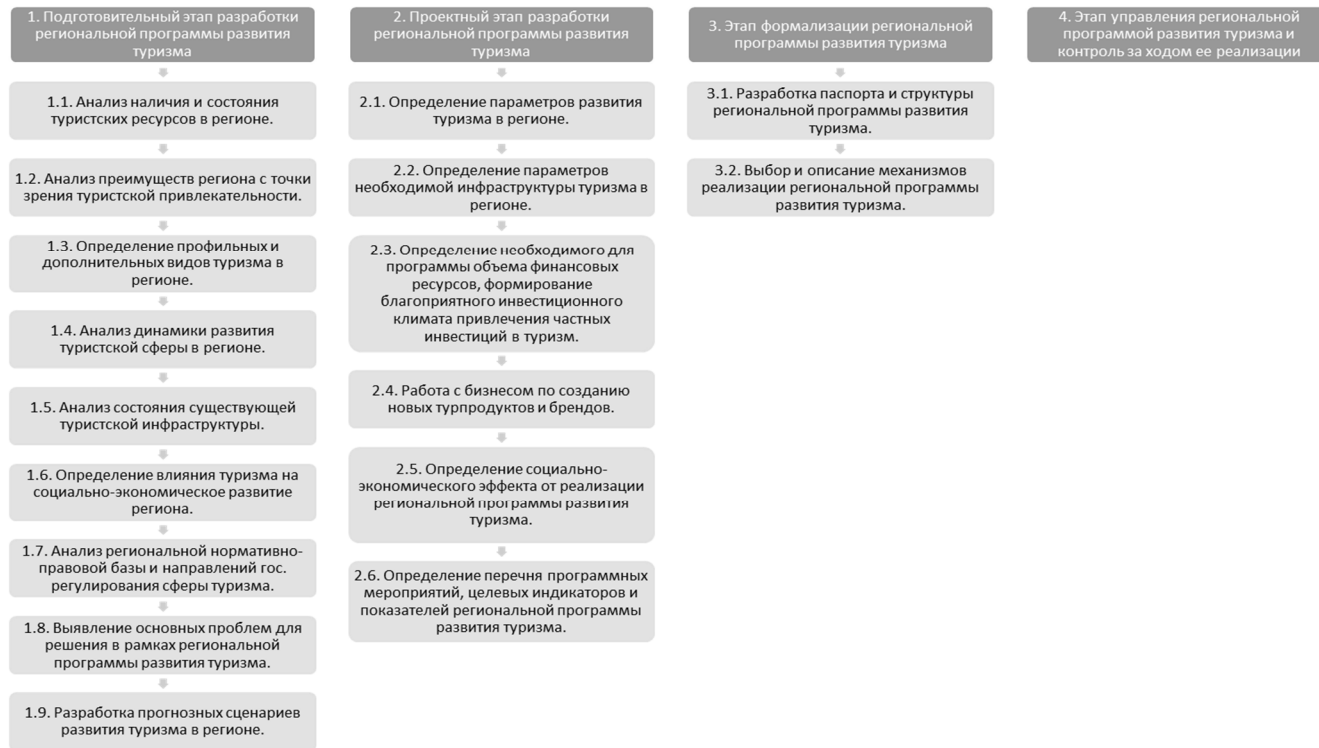 1. Подготовительный этап разработки
региональной программы развития
туризма
1.1. Анализ наличия и состояния
туристских ресурсов в регионе.
1.2. Анализ преимуществ региона с точки
зрения туристской привлекательности.
1.3. Определение профильных и
дополнительных видов туризма в
регионе.
1.4. Анализ динамики развития
туристской сферы в регионе.
1.5. Анализ состояния существующей
туристской инфраструктуры.
1.6. Определение влияния туризма на
социально-экономическое развитие
региона.
1.7. Анализ региональной нормативно-
правовой базы и направлений гос.
регулирования сферы туризма.
1.8. Выявление основных проблем для
решения в рамках региональной
программы развития туризма.
1.9. Разработка прогнозных сценариев
развития туризма в регионе.
2. Проектный этап разработки
региональной программы развития
туризма
2.1. Определение параметров развития
туризма в регионе.
2.2. Определение параметров
необходимой инфраструктуры туризма в
регионе.
2.3. Определение необходимого для
программы объема финансовых
ресурсов, формирование
благоприятного инвестиционного
климата привлечения частных
инвестиций в туризм.
2.4. Работа с бизнесом по созданию
новых турпродуктов и брендов.
2.5. Определение социально-
экономического эффекта от реализации
региональной программы развития
туризма.
2.6. Определение перечня программных
мероприятий, целевых индикаторов и
показателей региональной программы
развития туризма.
3. Этап формализации региональной
программы развития туризма
3.1. Разработка паспорта и структуры
региональной программы развития
туризма.
3.2. Выбор и описание механизмов
реализации региональной программы
развития туризма.
4. Этап управления региональной
программой развития туризма и
контроль за ходом ее реализации